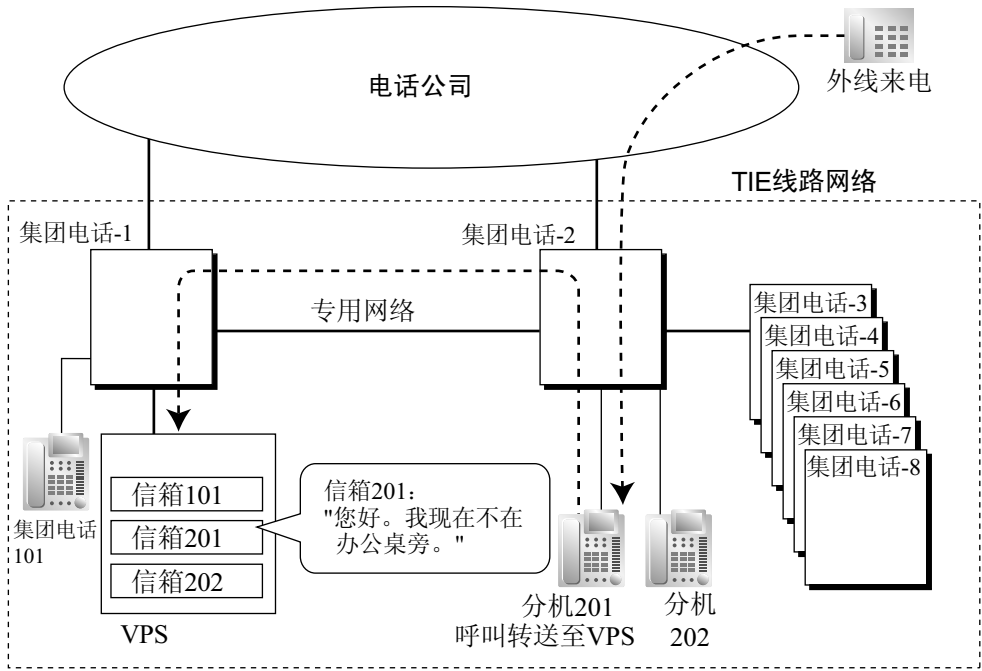 电话公司
外线来电
TIE线路网络
集团电话-1
集团电话-2
专用网络
集团电话-3
集团电话-4
集团电话-5
集团电话-6
集团电话-7
集团电话-8
集团电话
101
信箱101
信箱201
信箱202
VPS
信箱201：
"您好。我现在不在
办公桌旁。"
分机201
呼叫转送至VPS
分机
202